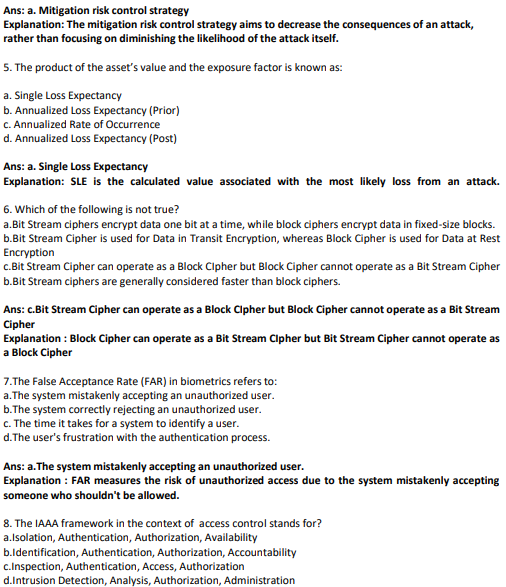 Ans: a. Mitigation risk control strategy
Explanation: The mitigation risk control strategy aims to decrease the consequences of an attack,
rather than focusing on diminishing the likelihood of the attack itself.
5. The product of the asset's value and the exposure factor is known as:
a. Single Loss Expectancy
b. Annualized Loss Expectancy (Prior)
c. Annualized Rate of Occurrence
d. Annualized Loss Expectancy (Post)
Ans: a. Single Loss Expectancy
Explanation: SLE is the calculated value associated with the most likely loss from an attack.
6. Which of the following is not true?
a.Bit Stream ciphers encrypt data one bit at a time, while block ciphers encrypt data in fixed-size blocks.
b.Bit Stream Cipher is used for Data in Transit Encryption, whereas Block Cipher is used for Data at Rest
Encryption
c.Bit Stream Cipher can operate as a Block CIpher but Block Cipher cannot operate as a Bit Stream Cipher
b.Bit Stream ciphers are generally considered faster than block ciphers.
Ans: c.Bit Stream Cipher can operate as a Block CIpher but Block Cipher cannot operate as a Bit Stream
Cipher
Explanation : Block Cipher can operate as a Bit Stream CIpher but Bit Stream Cipher cannot operate as
a Block Cipher
7.The False Acceptance Rate (FAR) in biometrics refers to:
a.The system mistakenly accepting an unauthorized user.
b.The system correctly rejecting an unauthorized user.
c. The time it takes for a system to identify a user.
d.The user's frustration with the authentication process.
Ans: a.The system mistakenly accepting an unauthorized user.
Explanation : FAR measures the risk of unauthorized access due to the system mistakenly accepting
someone who shouldn't be allowed.
8. The IAAA framework in the context of access control stands for?
a.Isolation, Authentication, Authorization, Availability
b.Identification, Authentication, Authorization, Accountability
c.Inspection, Authentication, Access, Authorization
d.Intrusion Detection, Analysis, Authorization, Administration